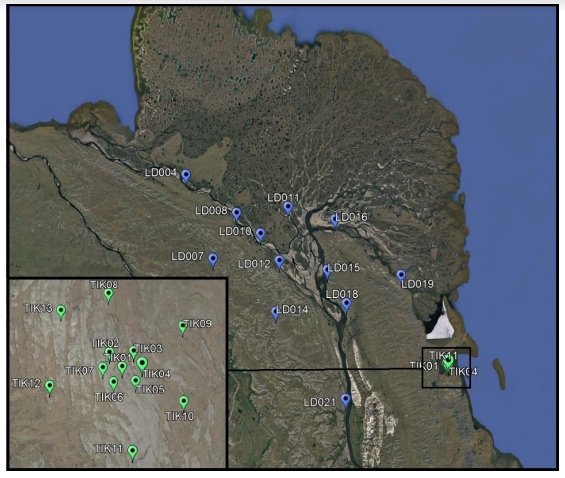 LD004
LD011
LD008
LD016
LD010
LD007
LD012
LD015
LD019
LD018
LD014
TIK11
TIK01
TIK04
LD021
TIK08
TIK13
TIK09
TIK02
TIK03
TIK01
TIK07
TIK04
TIK12
TIK05
TIK06
TIK10
TIK11